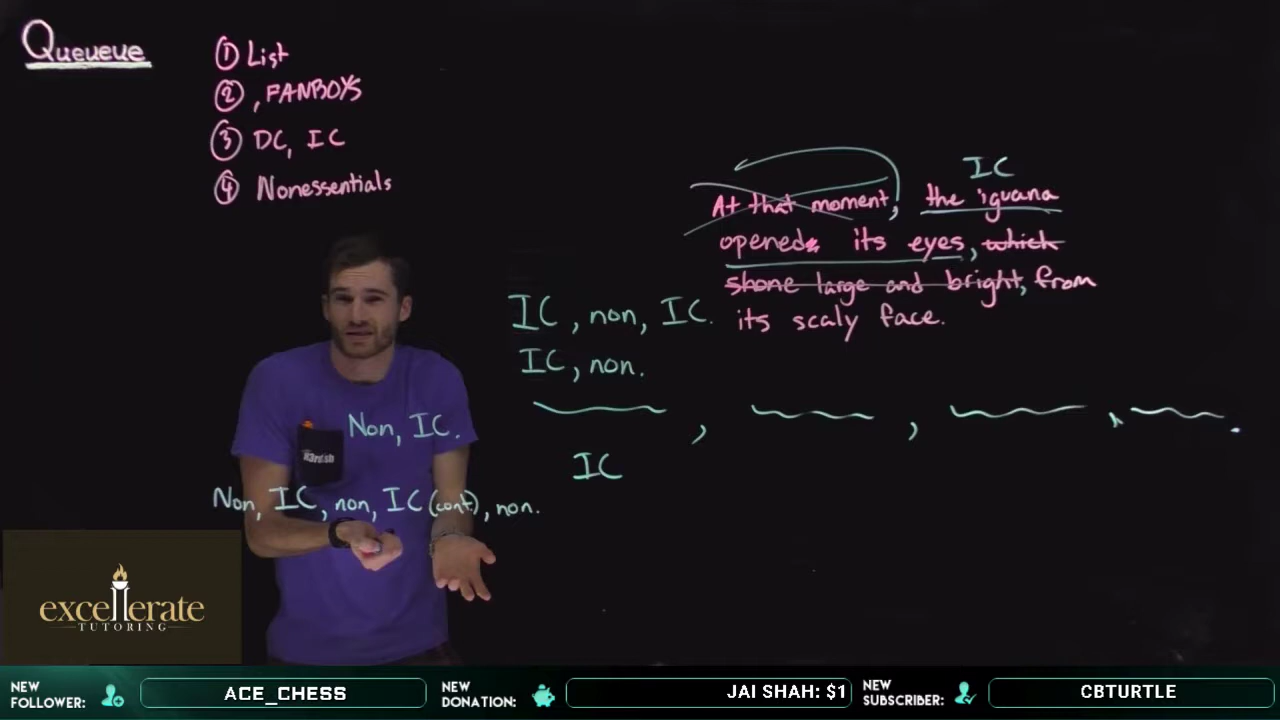 Queueue
① List
② , FANBOYS
③ DC, IC
④ Nonessentials
IC
At that moment, the iguana
opened its eyes, which
shone large and bright, from
its scaly face.
IC, non, IC.
IC, non.
Non, IC.
IC
Non, IC, non, IC (cont.), non.
excellerate
TUTORING
NEW FOLLOWER: ACE_CHESS
NEW DONATION: JAI SHAH: $1
NEW SUBSCRIBER: CBTURTLE